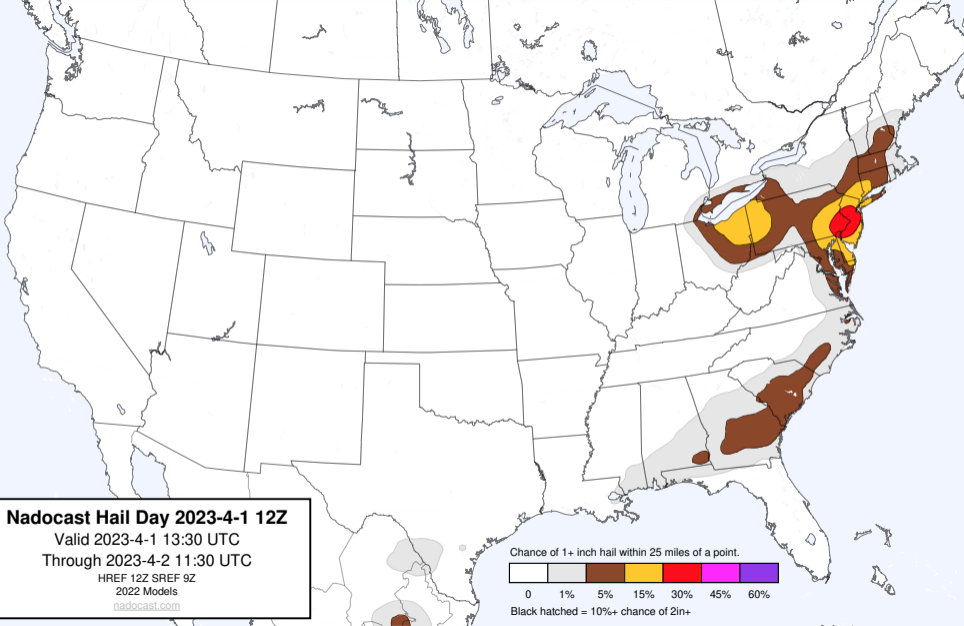 Nadocast Hail Day 2023-4-1 12Z
Valid 2023-4-1 13:30 UTC
Through 2023-4-2 11:30 UTC
HREF 12Z SREF 9Z
2022 Models
nadocast.com
Chance of 1+ inch hail within 25 miles of a point.
0 1% 5% 15% 30% 45% 60%
Black hatched = 10%+ chance of 2in+